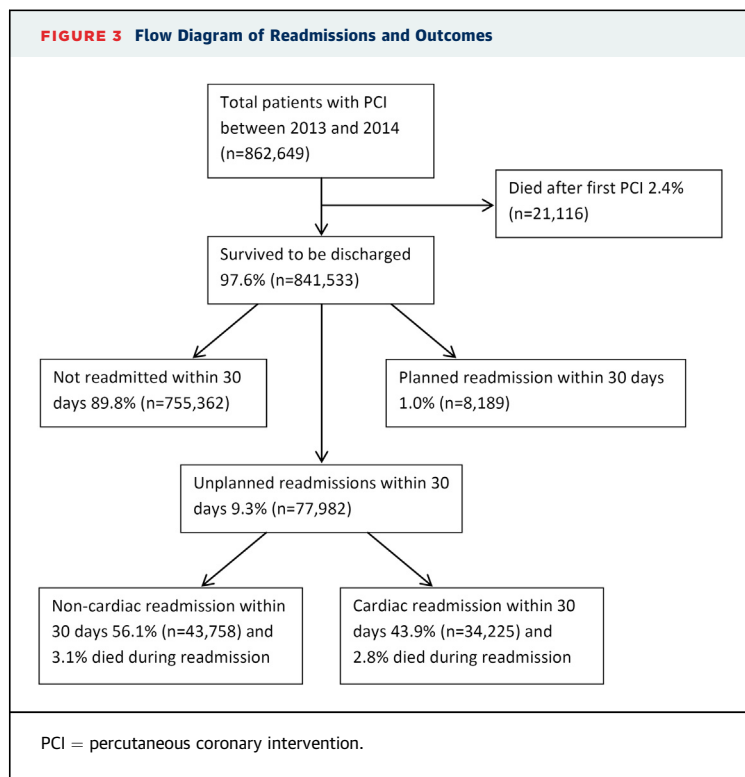 FIGURE 3 Flow Diagram of Readmissions and Outcomes
Total patients with PCI
between 2013 and 2014
(n=862,649)
Died after first PCI 2.4%
(n=21,116)
Survived to be discharged
97.6% (n=841,533)
Not readmitted within 30
days 89.8% (n=755,362)
Planned readmission within 30 days
1.0% (n=8,189)
Unplanned readmissions within 30
days 9.3% (n=77,982)
Non-cardiac readmission within
30 days 56.1% (n=43,758) and
3.1% died during readmission
Cardiac readmission within 30
days 43.9% (n=34,225) and
2.8% died during readmission
PCI = percutaneous coronary intervention.